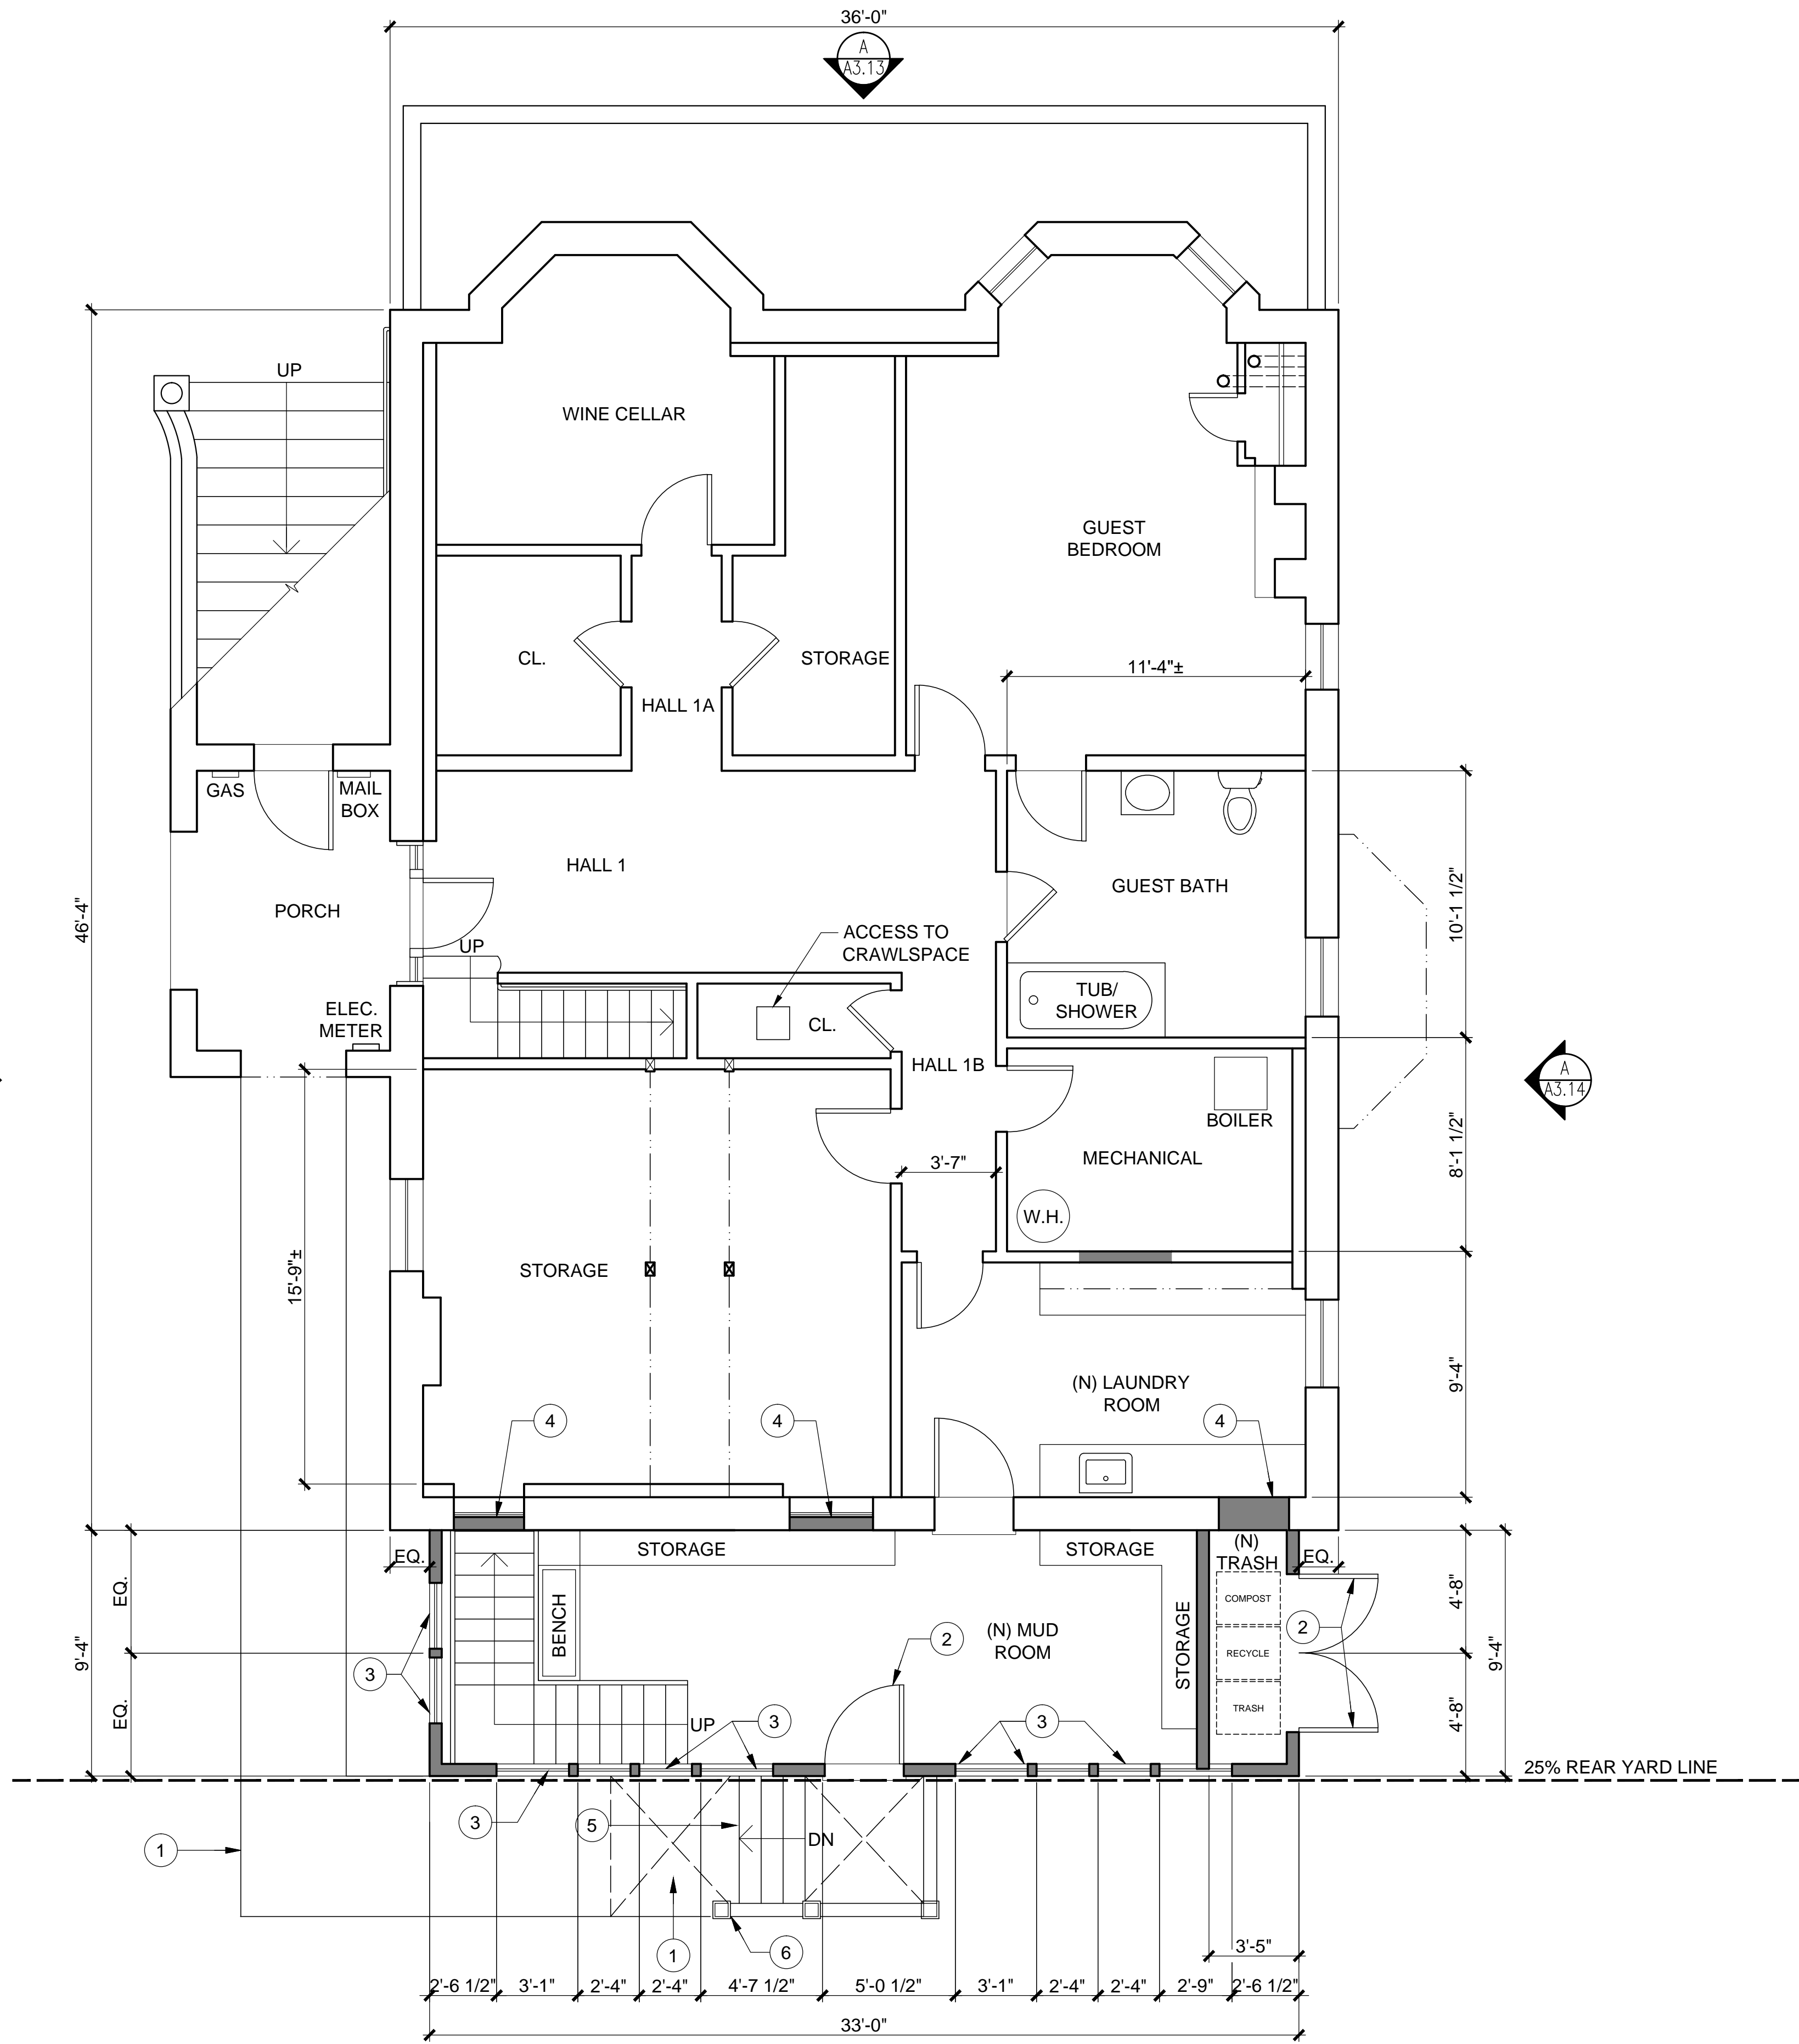 36'-0"
A
A3.13
UP
WINE CELLAR
GUEST
BEDROOM
CL.
STORAGE
11'-4"±
HALL 1A
GAS
MAIL
BOX
HALL 1
GUEST BATH
10'-1 1/2"
PORCH
46'-4"
ACCESS TO
CRAWLSPACE
UP
TUB/
SHOWER
ELEC.
METER
CL.
HALL 1B
A
A3.14
BOILER
8'-1 1/2"
MECHANICAL
3'-7"
W.H.
STORAGE
15'-9"±
9'-4"
(N) LAUNDRY
ROOM
4
4
4
EQ.
STORAGE
STORAGE
(N)
TRASH
EQ.
EQ.
BENCH
COMPOST
4'-8"
2
(N) MUD
ROOM
STORAGE
2
RECYCLE
9'-4"
9'-4"
3
EQ.
TRASH
4'-8"
UP
3
3
25% REAR YARD LINE
3
5
DN
1
1
6
3'-5"
2'-6 1/2"
3'-1"
2'-4"
2'-4"
4'-7 1/2"
5'-0 1/2"
3'-1"
2'-4"
2'-4"
2'-9"
2'-6 1/2"
33'-0"